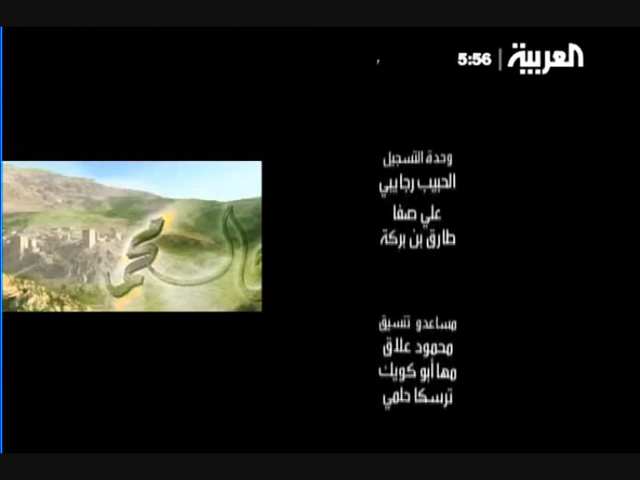 5:56 العربية
وحدة التسجيل
الحبيب رجايبي
علي صفا
طارق بن بركة
مساعدو تنسيق
محمود علاق
مها أبو كويك
ترسكا حلمي